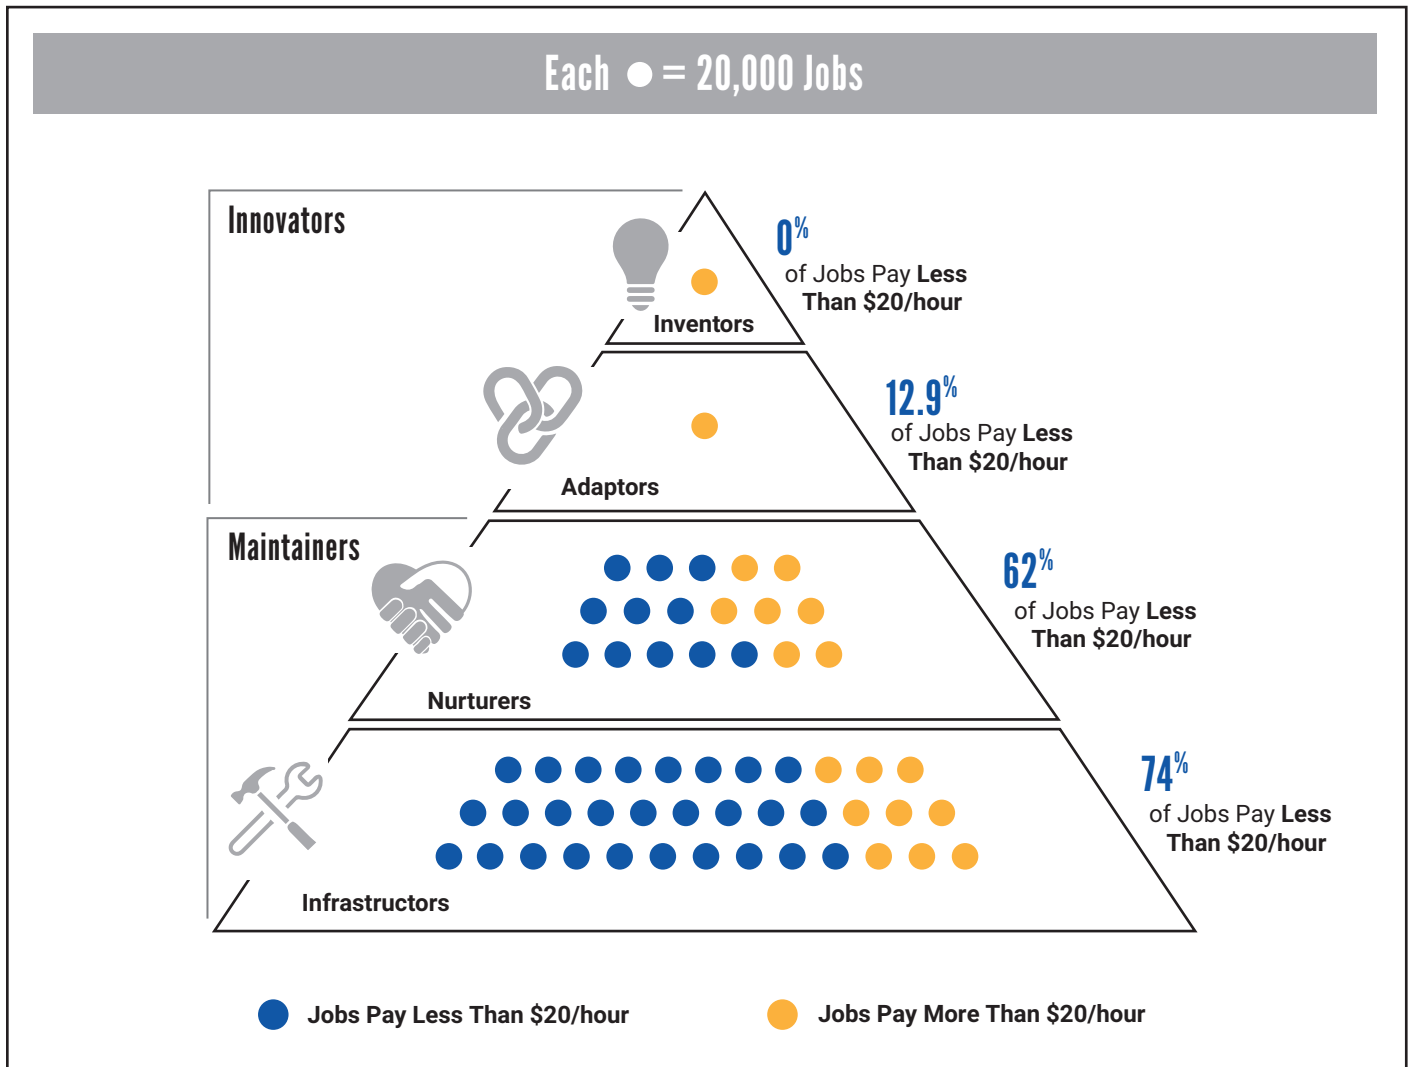 Each = 20,000 Jobs
Innovators
0%
of Jobs Pay Less
Than $20/hour
Inventors
12.9%
of Jobs Pay Less
Than $20/hour
Adaptors
Maintainers
62%
of Jobs Pay Less
Than $20/hour
Nurturers
74%
of Jobs Pay Less
Than $20/hour
Infrastructors
Jobs Pay Less Than $20/hour
Jobs Pay More Than $20/hour